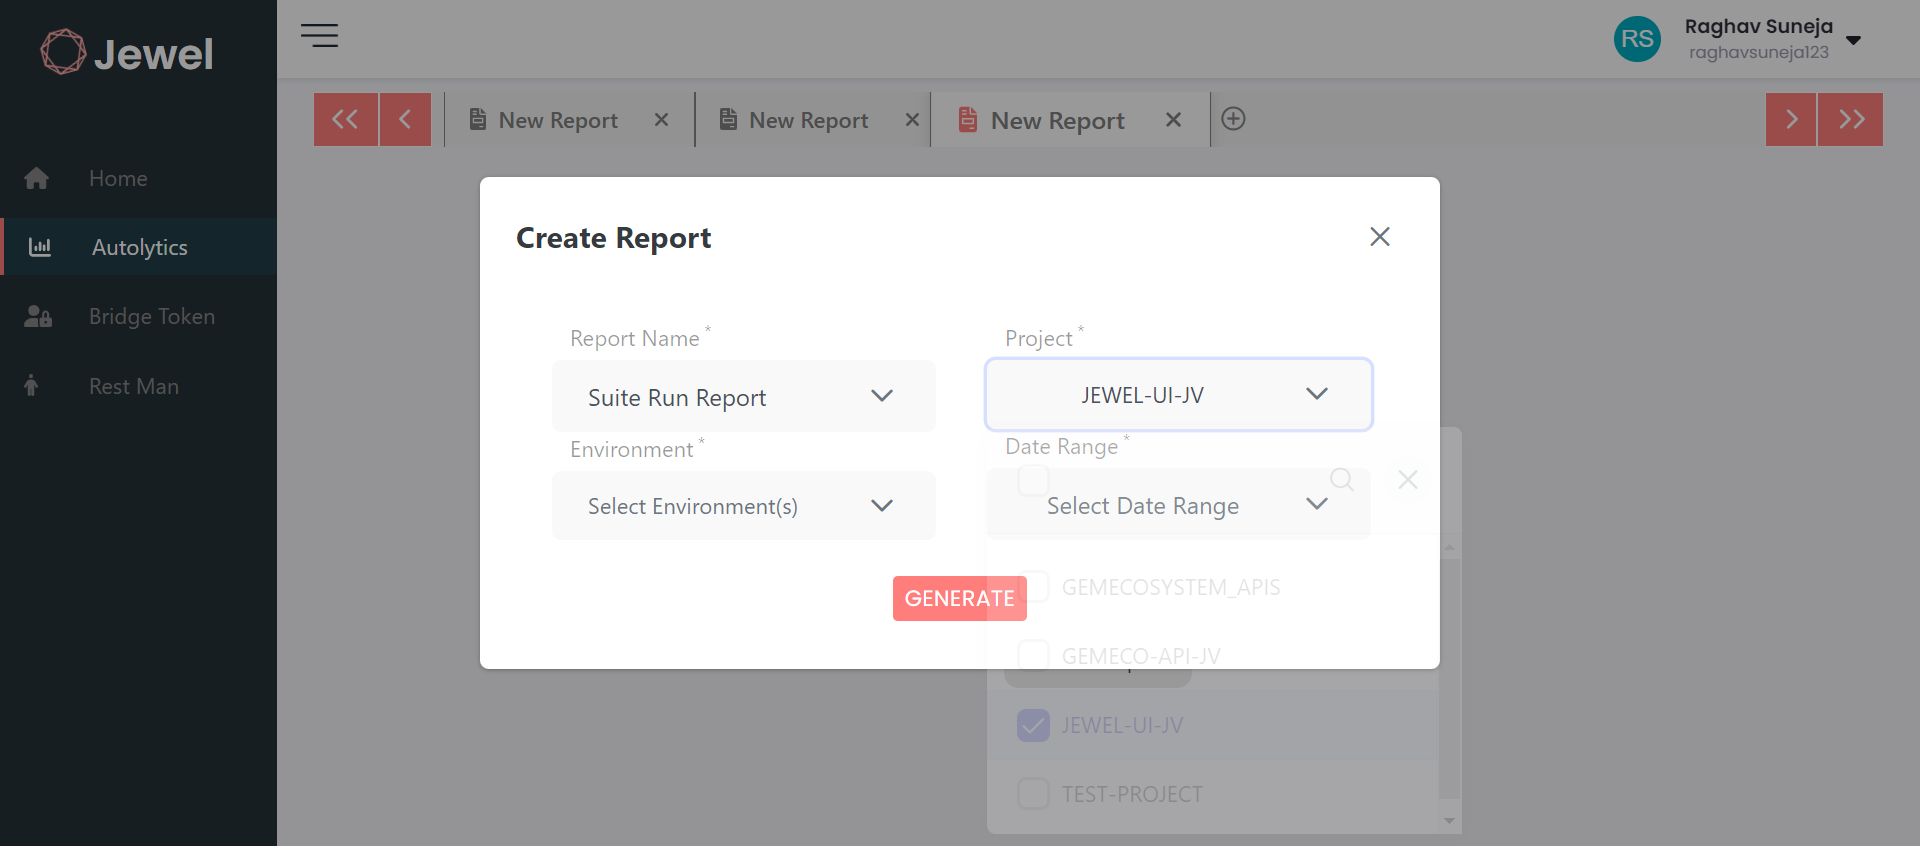 Jewel
Home
Autolytics
Bridge Token
Rest Man
RS
Raghav Suneja
raghavsuneja123
New Report
New Report
New Report
Create Report
Report Name *
Suite Run Report
Project *
JEWEL-UI-JV
Environment *
Select Environment(s)
Date Range *
Select Date Range
GENERATE
GEMECOSYSTEM_APIS
GEMECO-API-JV
JEWEL-UI-JV
TEST-PROJECT